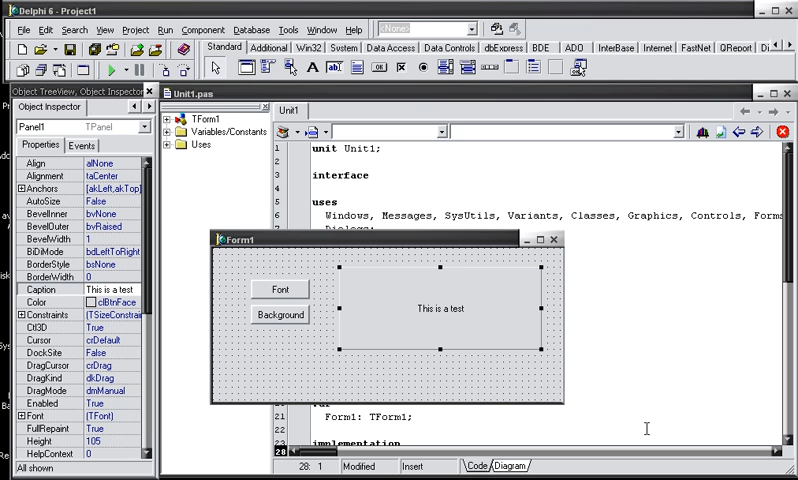 Delphi 6 - Project1
File Edit Search View Project Run Component Database Tools Window Help
<None>
Standard Additional Win32 System Data Access Data Controls dbExpress BDE ADO InterBase Internet FastNet QReport Di
Object TreeView, Object Inspector
Object Inspector
Panel1 TPanel
Properties Events
Align alNone
Alignment taCenter
Anchors [akLeft,akTop]
AutoSize False
BevelInner bvNone
BevelOuter bvRaised
BevelWidth 1
BiDiMode bdLeftToRight
BorderStyle bsNone
BorderWidth 0
Caption This is a test
Color clBtnFace
Constraints (TSizeConstrai
Ctl3D True
Cursor crDefault
DockSite False
DragCursor crDrag
DragKind dkDrag
DragMode dmManual
Enabled True
Font (TFont)
FullRepaint True
Height 105
HelpContext 0
All shown
Unit1.pas
TForm1
Variables/Constants
Uses
Unit1
1 unit Unit1;
2
3 interface
4
5 uses
6 Windows, Messages, SysUtils, Variants, Classes, Graphics, Controls, Forms
Dialogs;
Form1
Font
Background
This is a test
var
21 Form1: TForm1;
22
23 implementation
28
28: 1 Modified Insert Code Diagram